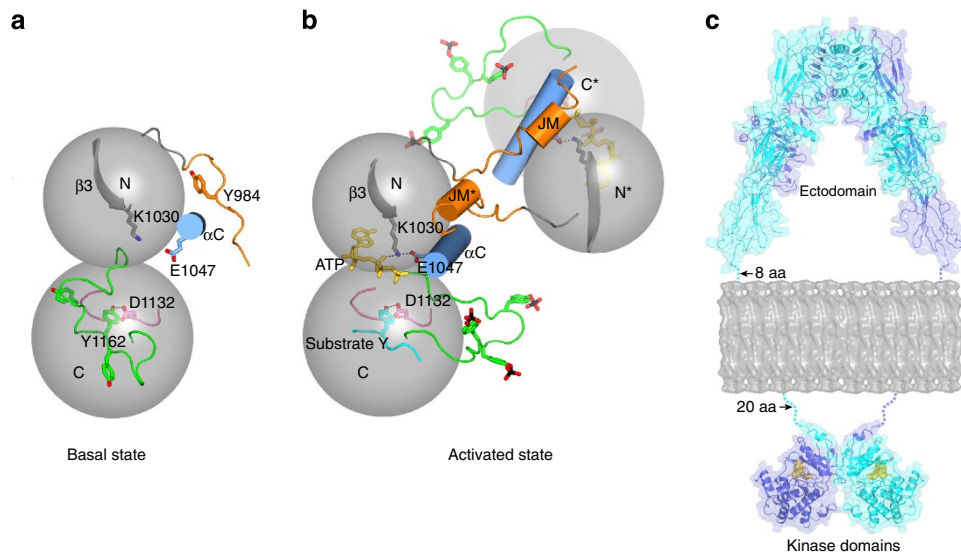 a
β3
N
Y984
K1030
αC
E1047
D1132
Y1162
C
Basal state
b
C*
JM
β3
N
JM*
N*
K1030
αC
ATP
E1047
D1132
Substrate Y
C
Activated state
c
Ectodomain
8 aa
20 aa
Kinase domains